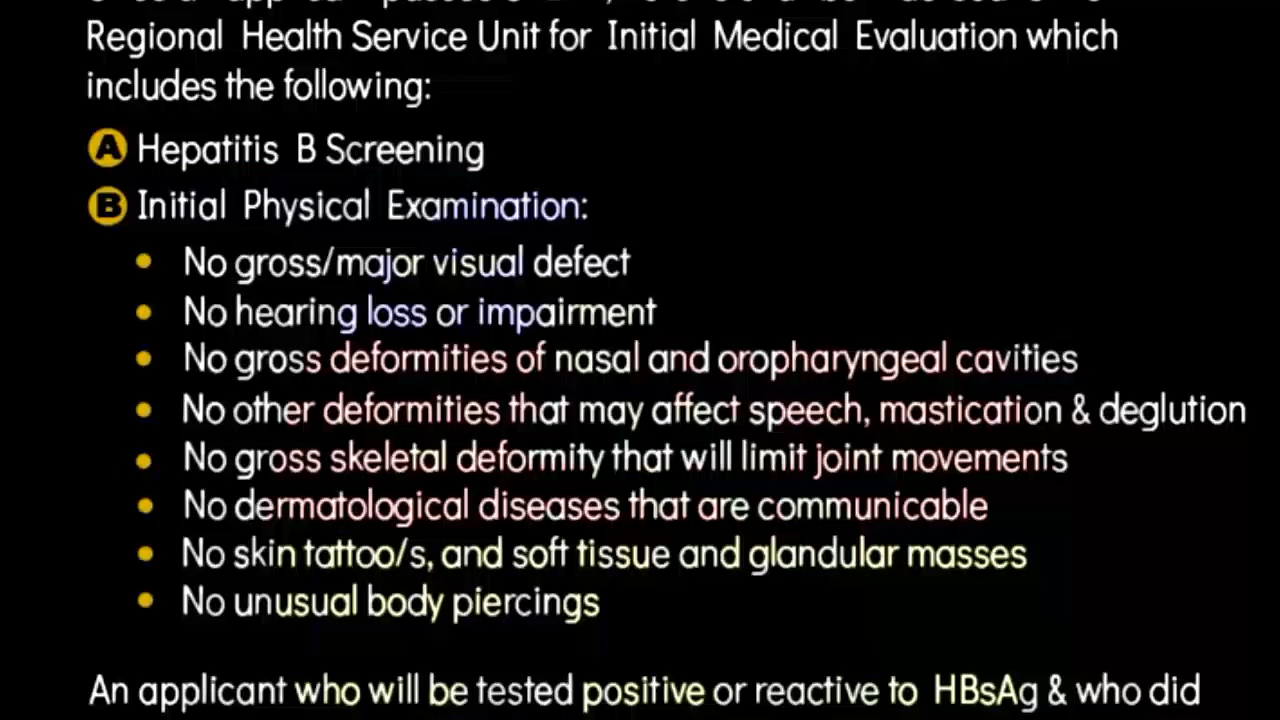 Regional Health Service Unit for Initial Medical Evaluation which
includes the following:
A Hepatitis B Screening
B Initial Physical Examination:
• No gross/major visual defect
• No hearing loss or impairment
• No gross deformities of nasal and oropharyngeal cavities
• No other deformities that may affect speech, mastication & deglution
• No gross skeletal deformity that will limit joint movements
• No dermatological diseases that are communicable
• No skin tattoo/s, and soft tissue and glandular masses
• No unusual body piercings
An applicant who will be tested positive or reactive to HBsAg & who did